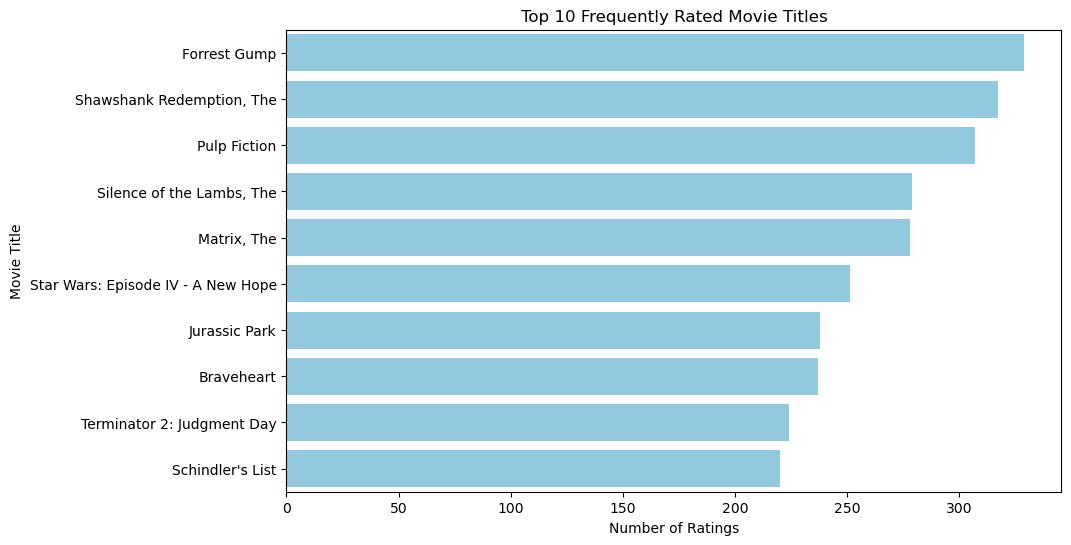 Top 10 Frequently Rated Movie Titles
Movie Title
Forrest Gump
Shawshank Redemption, The
Pulp Fiction
Silence of the Lambs, The
Matrix, The
Star Wars: Episode IV - A New Hope
Jurassic Park
Braveheart
Terminator 2: Judgment Day
Schindler's List
0 50 100 150 200 250 300
Number of Ratings